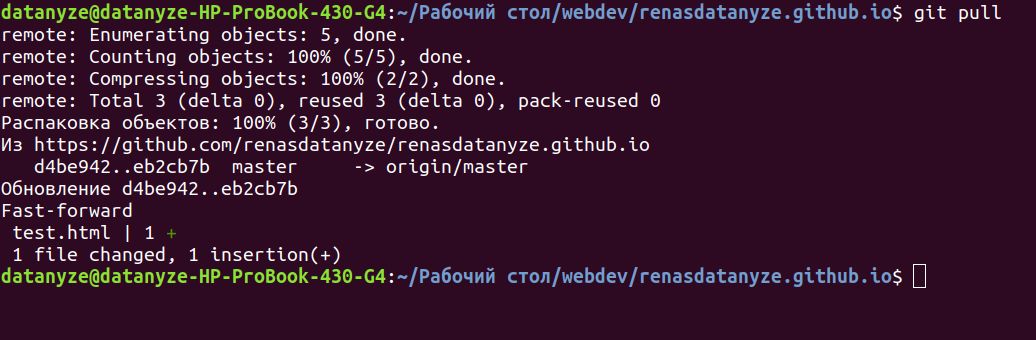 datanyze@datanyze-HP-ProBook-430-G4:~/Рабочий стол/webdev/renasdatanyze.github.io$ git pull
remote: Enumerating objects: 5, done.
remote: Counting objects: 100% (5/5), done.
remote: Compressing objects: 100% (2/2), done.
remote: Total 3 (delta 0), reused 3 (delta 0), pack-reused 0
Распаковка объектов: 100% (3/3), готово.
Из https://github.com/renasdatanyze/renasdatanyze.github.io
   d4be942..eb2cb7b  master     -> origin/master
Обновление d4be942..eb2cb7b
Fast-forward
 test.html | 1 +
 1 file changed, 1 insertion(+)
datanyze@datanyze-HP-ProBook-430-G4:~/Рабочий стол/webdev/renasdatanyze.github.io$